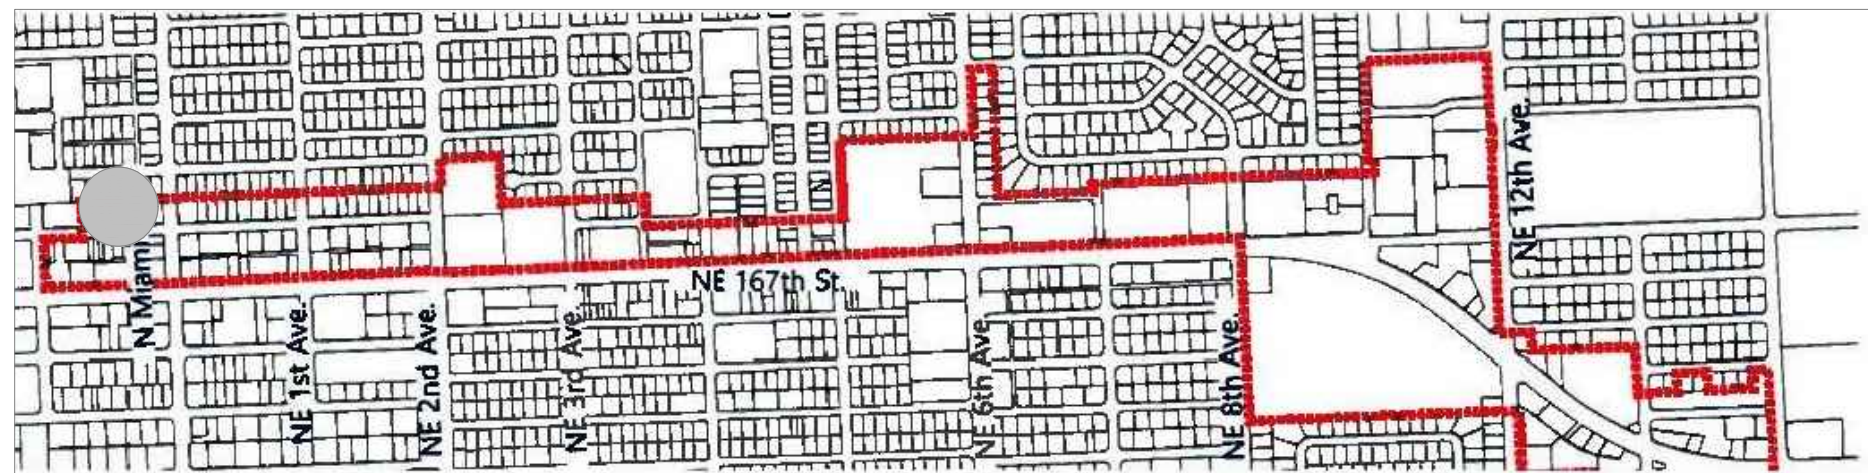 NE 167th St.
N Miami
NE 1st Ave.
NE 2nd Ave.
NE 3rd Ave.
NE 6th Ave.
NE 8th Ave.
NE 12th Ave.